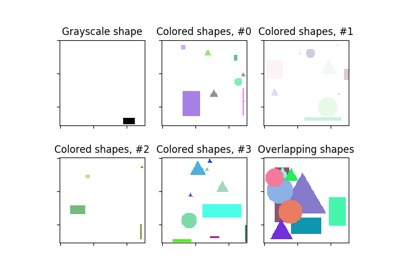 Grayscale shape
Colored shapes, #0
Colored shapes, #1
Colored shapes, #2
Colored shapes, #3
Overlapping shapes